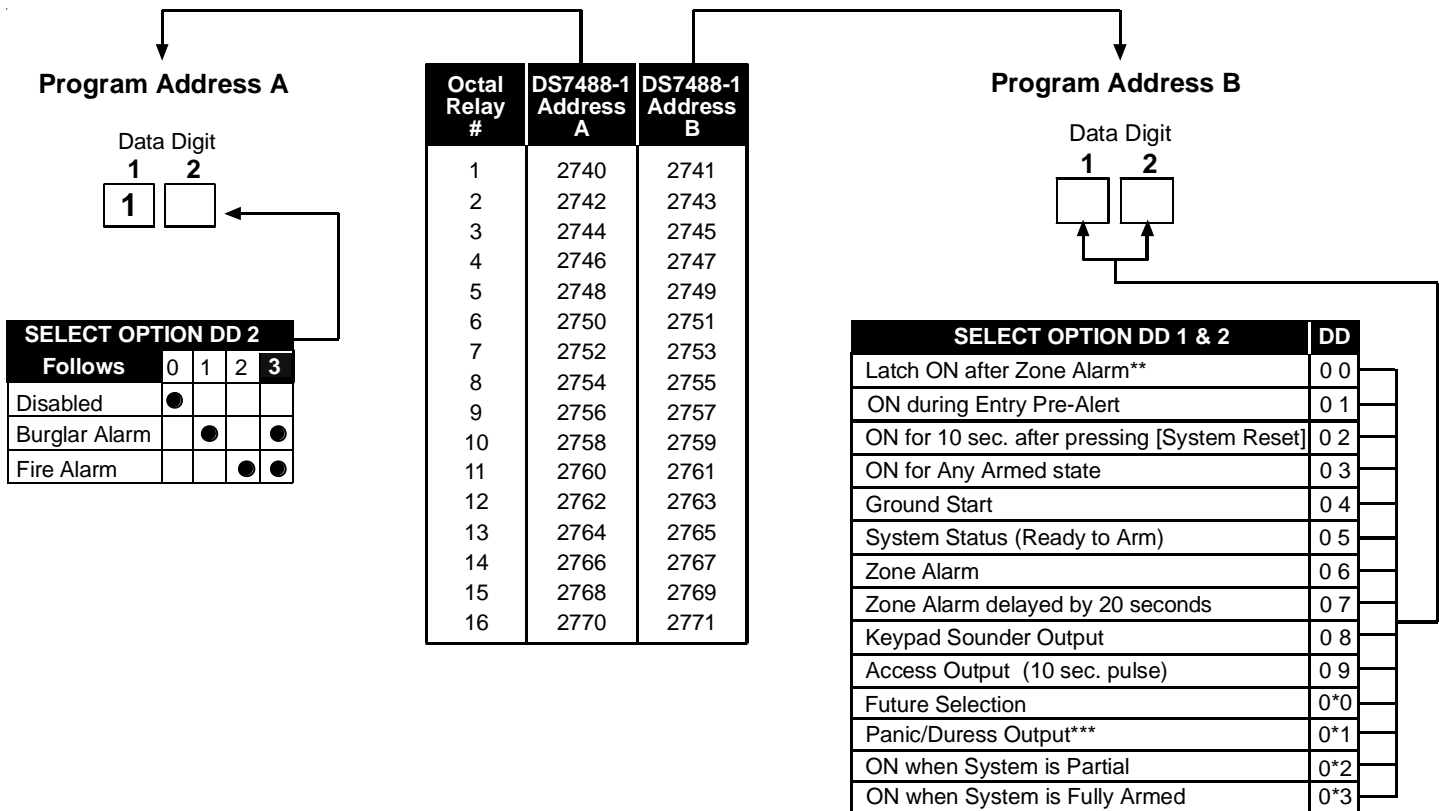 Program Address A
Data Digit
1 2
1
SELECT OPTION DD 2
Follows 0 1 2 3
Disabled
Burglar Alarm
Fire Alarm
Octal Relay # DS7488-1 Address A DS7488-1 Address B
1 2740 2741
2 2742 2743
3 2744 2745
4 2746 2747
5 2748 2749
6 2750 2751
7 2752 2753
8 2754 2755
9 2756 2757
10 2758 2759
11 2760 2761
12 2762 2763
13 2764 2765
14 2766 2767
15 2768 2769
16 2770 2771
Program Address B
Data Digit
1 2
SELECT OPTION DD 1 & 2 DD
Latch ON after Zone Alarm** 0 0
ON during Entry Pre-Alert 0 1
ON for 10 sec. after pressing [System Reset] 0 2
ON for Any Armed state 0 3
Ground Start 0 4
System Status (Ready to Arm) 0 5
Zone Alarm 0 6
Zone Alarm delayed by 20 seconds 0 7
Keypad Sounder Output 0 8
Access Output (10 sec. pulse) 0 9
Future Selection 0*0
Panic/Duress Output*** 0*1
ON when System is Partial 0*2
ON when System is Fully Armed 0*3